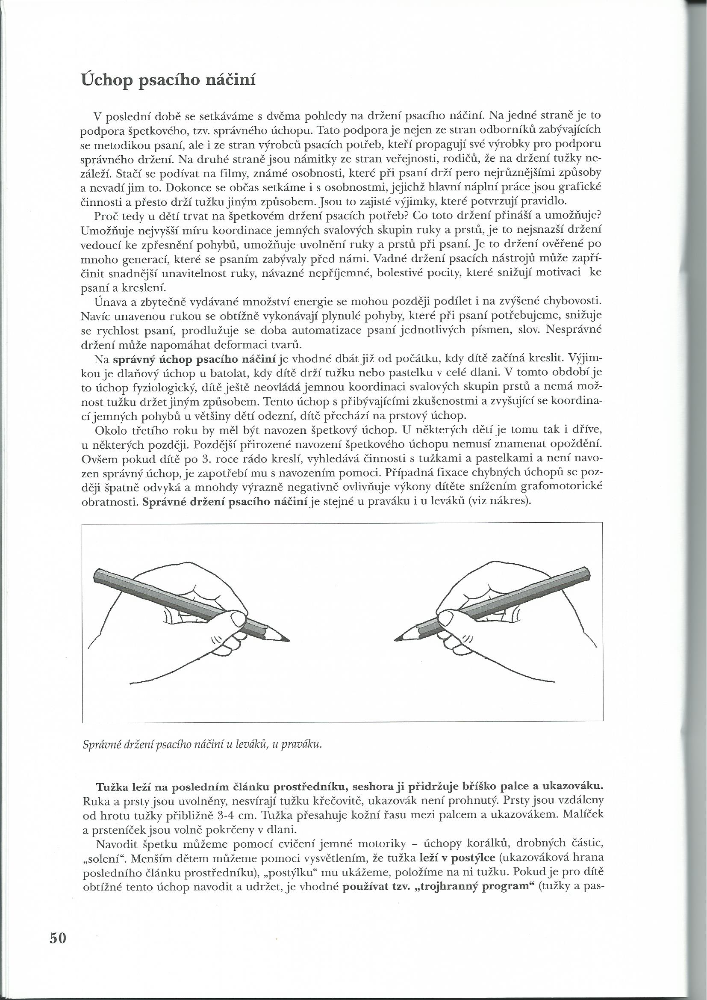 Úchop psacího náčiní
V poslední době se setkáváme s dvěma pohledy na držení psacího náčiní. Na jedné straně je to
podpora špetkového, tzv. správného úchopu. Tato podpora je nejen ze stran odborníků zabývajících
se metodikou psaní, ale i ze stran výrobců psacích potřeb, kteří propagují své výrobky pro podporu
správného držení. Na druhé straně jsou námitky ze stran veřejnosti, rodičů, že na držení tužky ne-
záleží. Stačí se podívat na filmy, známé osobnosti, které při psaní drží pero nejrůznějšími způsoby
a nevadí jim to. Dokonce se občas setkáme i s osobnostmi, jejichž hlavní náplní práce jsou grafické
činnosti a přesto drží tužku jiným způsobem. Jsou to zajisté výjimky, které potvrzují pravidlo.
Proč tedy u dětí trvat na špetkovém držení psacích potřeb? Co toto držení přináší a umožňuje?
Umožňuje nejvyšší míru koordinace jemných svalových skupin ruky a prstů, je to nejsnazší držení
vedoucí ke zpřesnění pohybů, umožňuje uvolnění ruky a prstů při psaní. Je to držení ověřené po
mnoho generací, které se psaním zabývaly před námi. Vadné držení psacích nástrojů může zapří-
činit snadnější unavitelnost ruky, návazné nepříjemné, bolestivé pocity, které snižují motivaci ke
psaní a kreslení.
Únava a zbytečně vydávané množství energie se mohou později podílet i na zvýšené chybovosti.
Navíc unavenou rukou se obtížně vykonávají plynulé pohyby, které při psaní potřebujeme, snižuje
se rychlost psaní, prodlužuje se doba automatizace psaní jednotlivých písmen, slov. Nesprávné
držení může napomáhat deformaci tvarů.
Na správný úchop psacího náčiní je vhodné dbát již od počátku, kdy dítě začíná kreslit. Výjim-
kou je dlaňový úchop u batolat, kdy dítě drží tužku nebo pastelku v celé dlani. V tomto období je
to úchop fyziologický, dítě ještě neovládá jemnou koordinaci svalových skupin prstů a nemá mož-
nost tužku držet jiným způsobem. Tento úchop s přibývajícími zkušenostmi a zvyšující se koordina-
cí jemných pohybů u většiny dětí odezní, dítě přechází na prstový úchop.
Okolo třetího roku by měl být navozen špetkový úchop. U některých dětí je tomu tak i dříve,
u některých později. Pozdější přirozené navození špetkového úchopu nemusí znamenat opoždění.
Ovšem pokud dítě po 3. roce rádo kreslí, vyhledává činnosti s tužkami a pastelkami a není navo-
zen správný úchop, je zapotřebí mu s navozením pomoci. Případná fixace chybných úchopů se poz-
ději špatně odvyká a mnohdy výrazně negativně ovlivňuje výkony dítěte snížením grafomotorické
obratnosti. Správné držení psacího náčiní je stejné u praváku i u leváků (viz nákres).
Správné držení psacího náčiní u leváků, u praváku.
Tužka leží na posledním článku prostředníku, seshora ji přidržuje bříško palce a ukazováku.
Ruka a prsty jsou uvolněny, nesvírají tužku křečovitě, ukazovák není prohnutý. Prsty jsou vzdáleny
od hrotu tužky přibližně 3-4 cm. Tužka přesahuje kožní řasu mezi palcem a ukazovákem. Malíček
a prsteníček jsou volně pokrčeny v dlani.
Navodit špetku můžeme pomocí cvičení jemné motoriky – úchopy korálků, drobných částic,
„solení“. Menším dětem můžeme pomoci vysvětlením, že tužka leží v postýlce (ukazováková hrana
posledního článku prostředníku), „postýlku“ mu ukážeme, položíme na ni tužku. Pokud je pro dítě
obtížné tento úchop navodit a udržet, je vhodné používat tzv. „trojhranný program“ (tužky a pas-
50